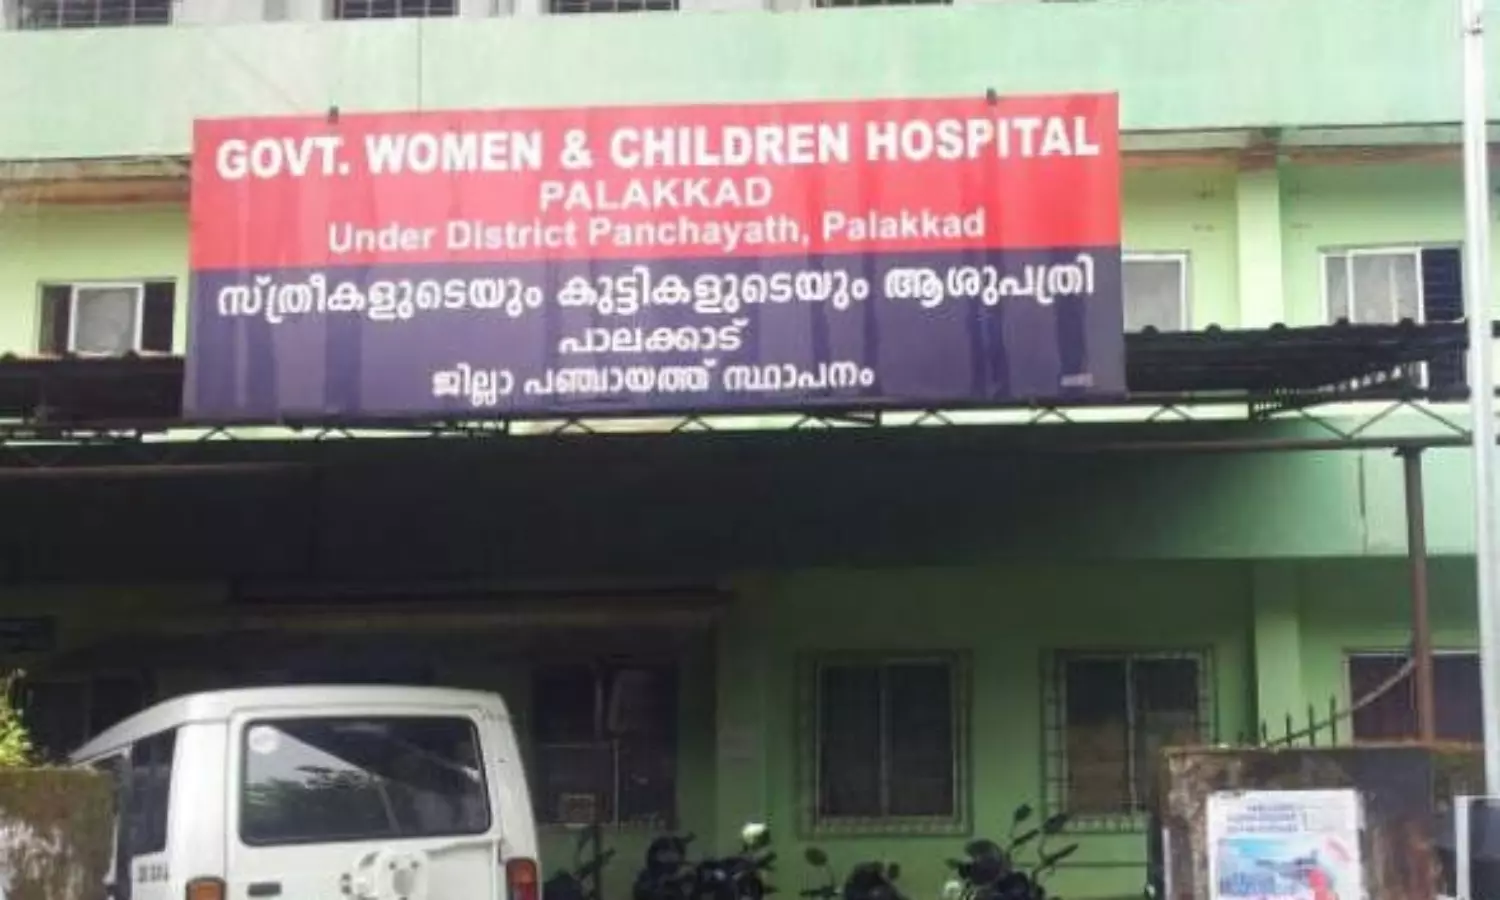 GOVT. WOMEN & CHILDREN HOSPITAL
PALAKKAD
Under District Panchayath, Palakkad
സ്ത്രീകളുടെയും കുട്ടികളുടെയും ആശുപത്രി
പാലക്കാട്
ജില്ലാ പഞ്ചായത്ത് സ്ഥാപനം